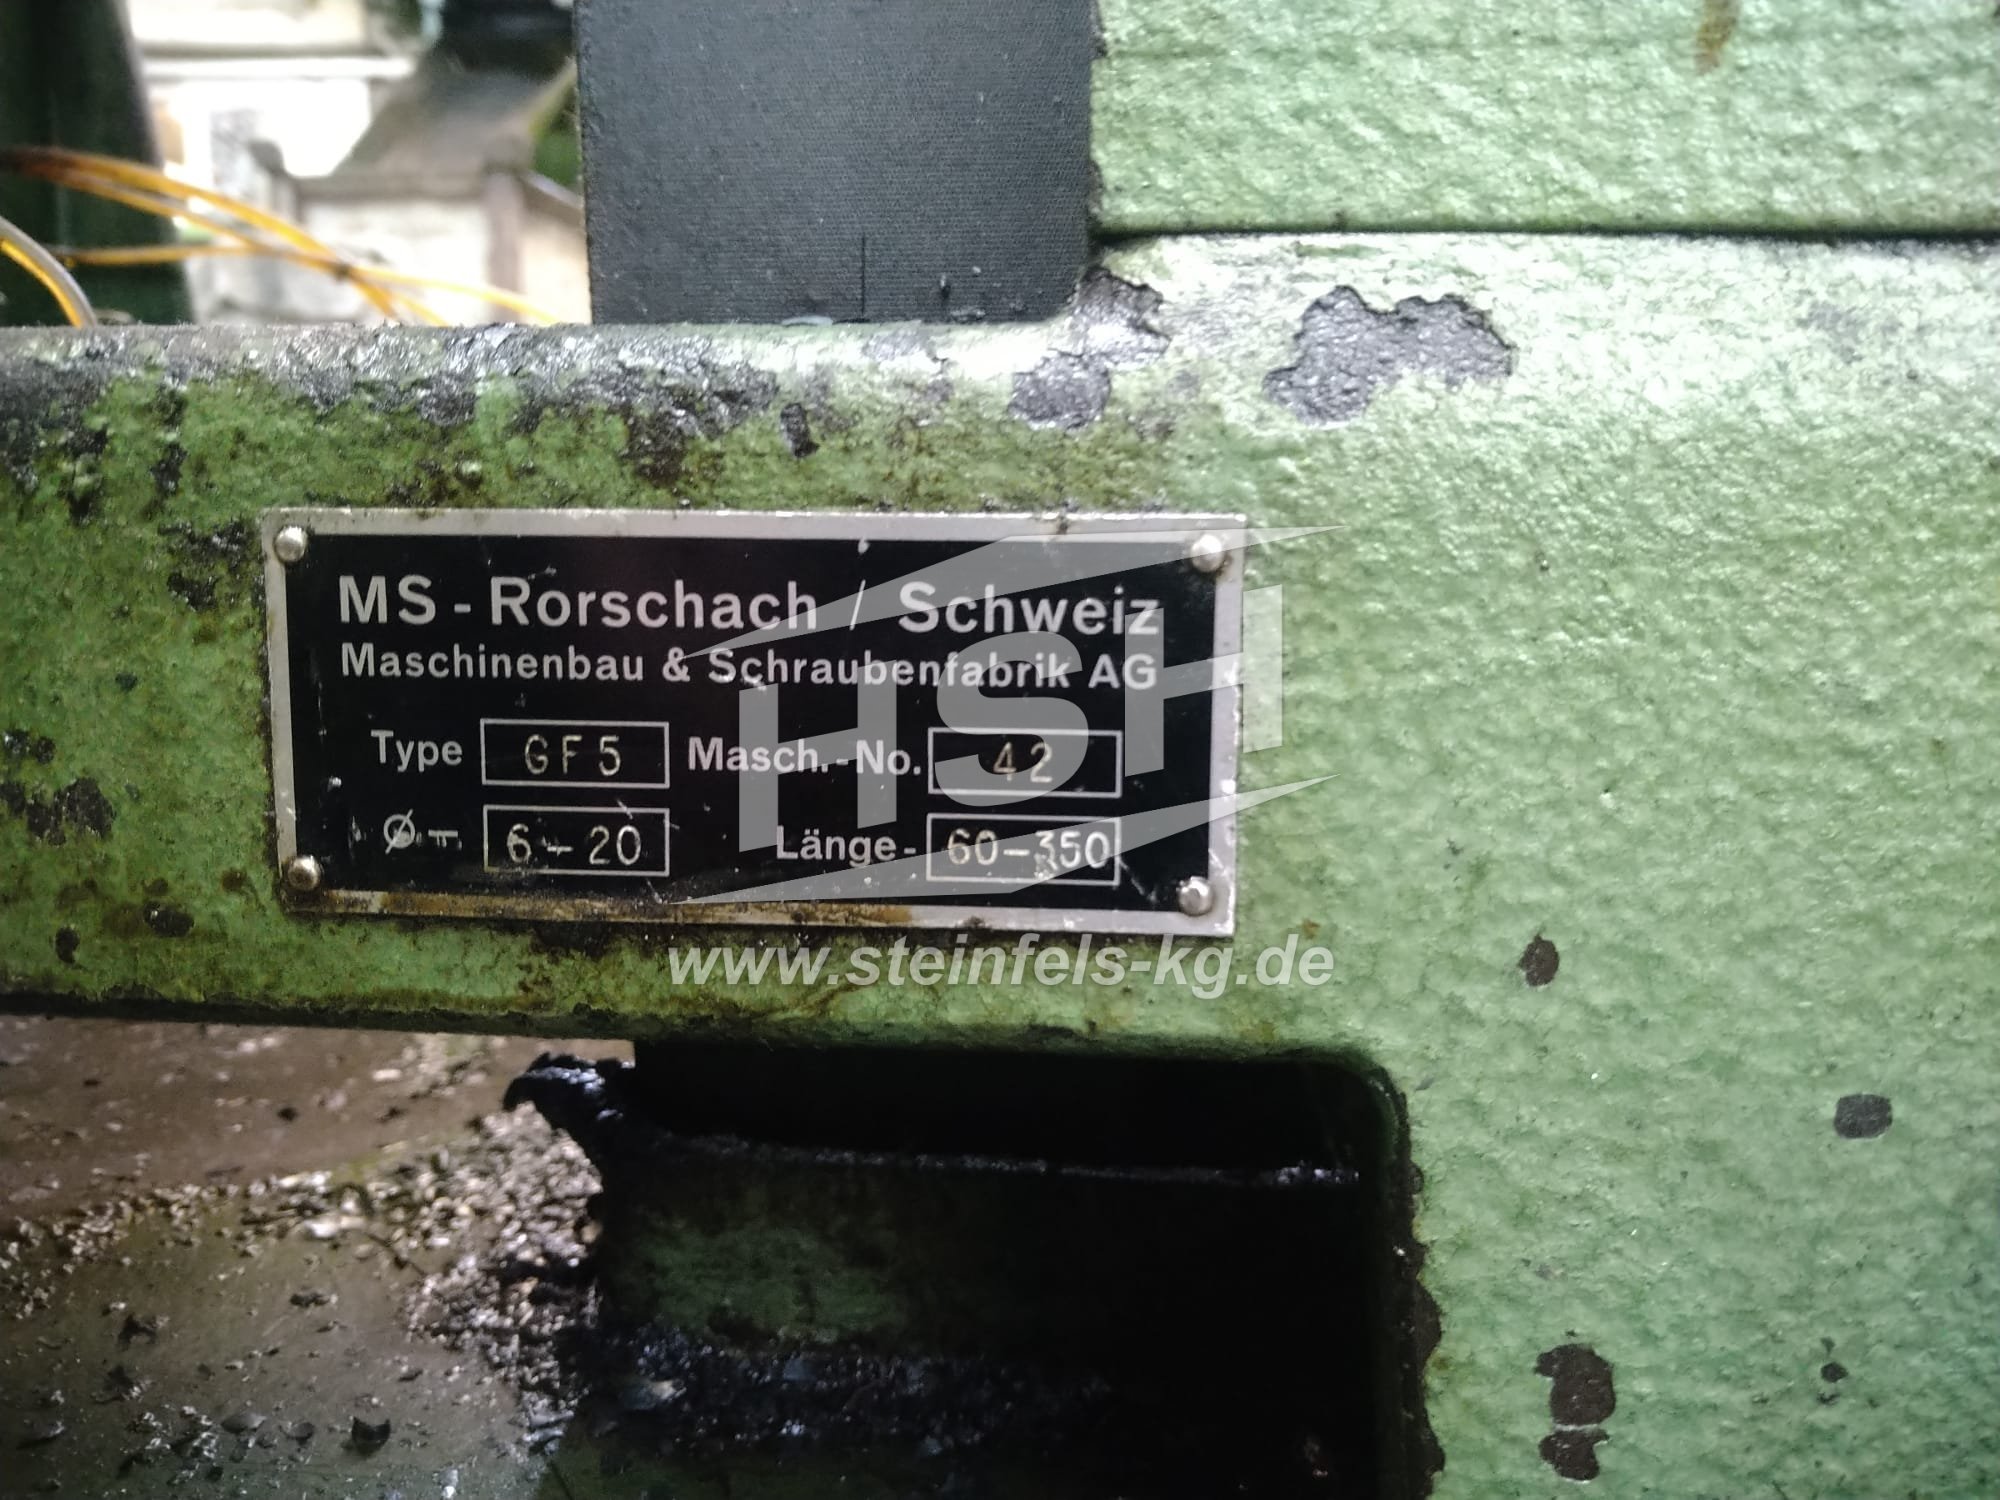 MS - Rorschach / Schweiz
Maschinenbau & Schraubenfabrik AG
Type GF5 Masch.-No. 42
Ø - 6-20 Länge- 60-350
HSH
www.steinfels-kg.de